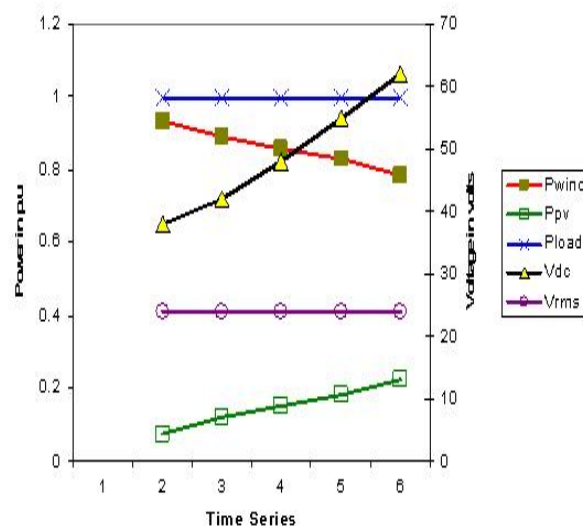 1.2
1
0.8
0.6
0.4
0.2
0
70
60
50
40
30
20
10
0
1 2 3 4 5 6
Power in pu
Voltage in volts
Time Series
Pwind
Ppv
Pload
Vdc
Vrms